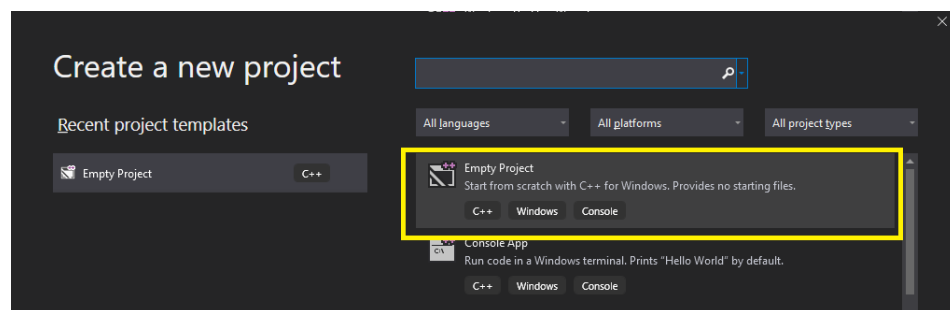 Create a new project
Recent project templates
Empty Project
C++
All languages
All platforms
All project types
Empty Project
Start from scratch with C++ for Windows. Provides no starting files.
C++ Windows Console
Console App
Run code in a Windows terminal. Prints "Hello World" by default.
C++ Windows Console